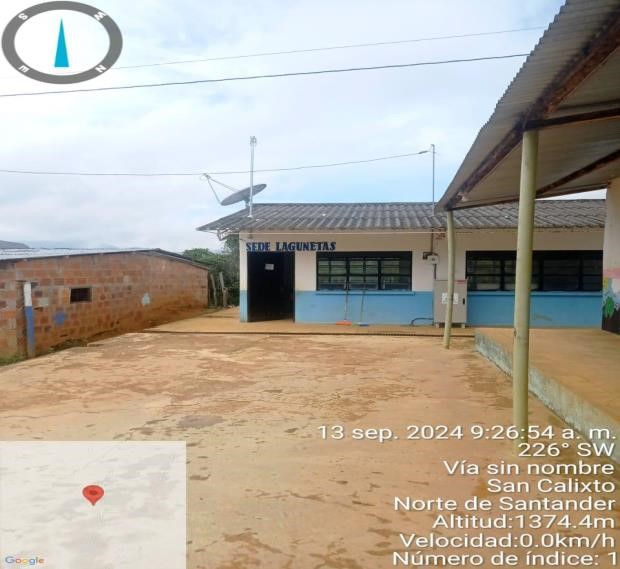 S
W
E
N
SEDE LAGUNETAS
13 sep. 2024 9:26:54 a. m.
226° SW
Vía sin nombre
San Calixto
Norte de Santander
Altitud:1374.4m
Velocidad:0.0km/h
Número de índice: 1
Google